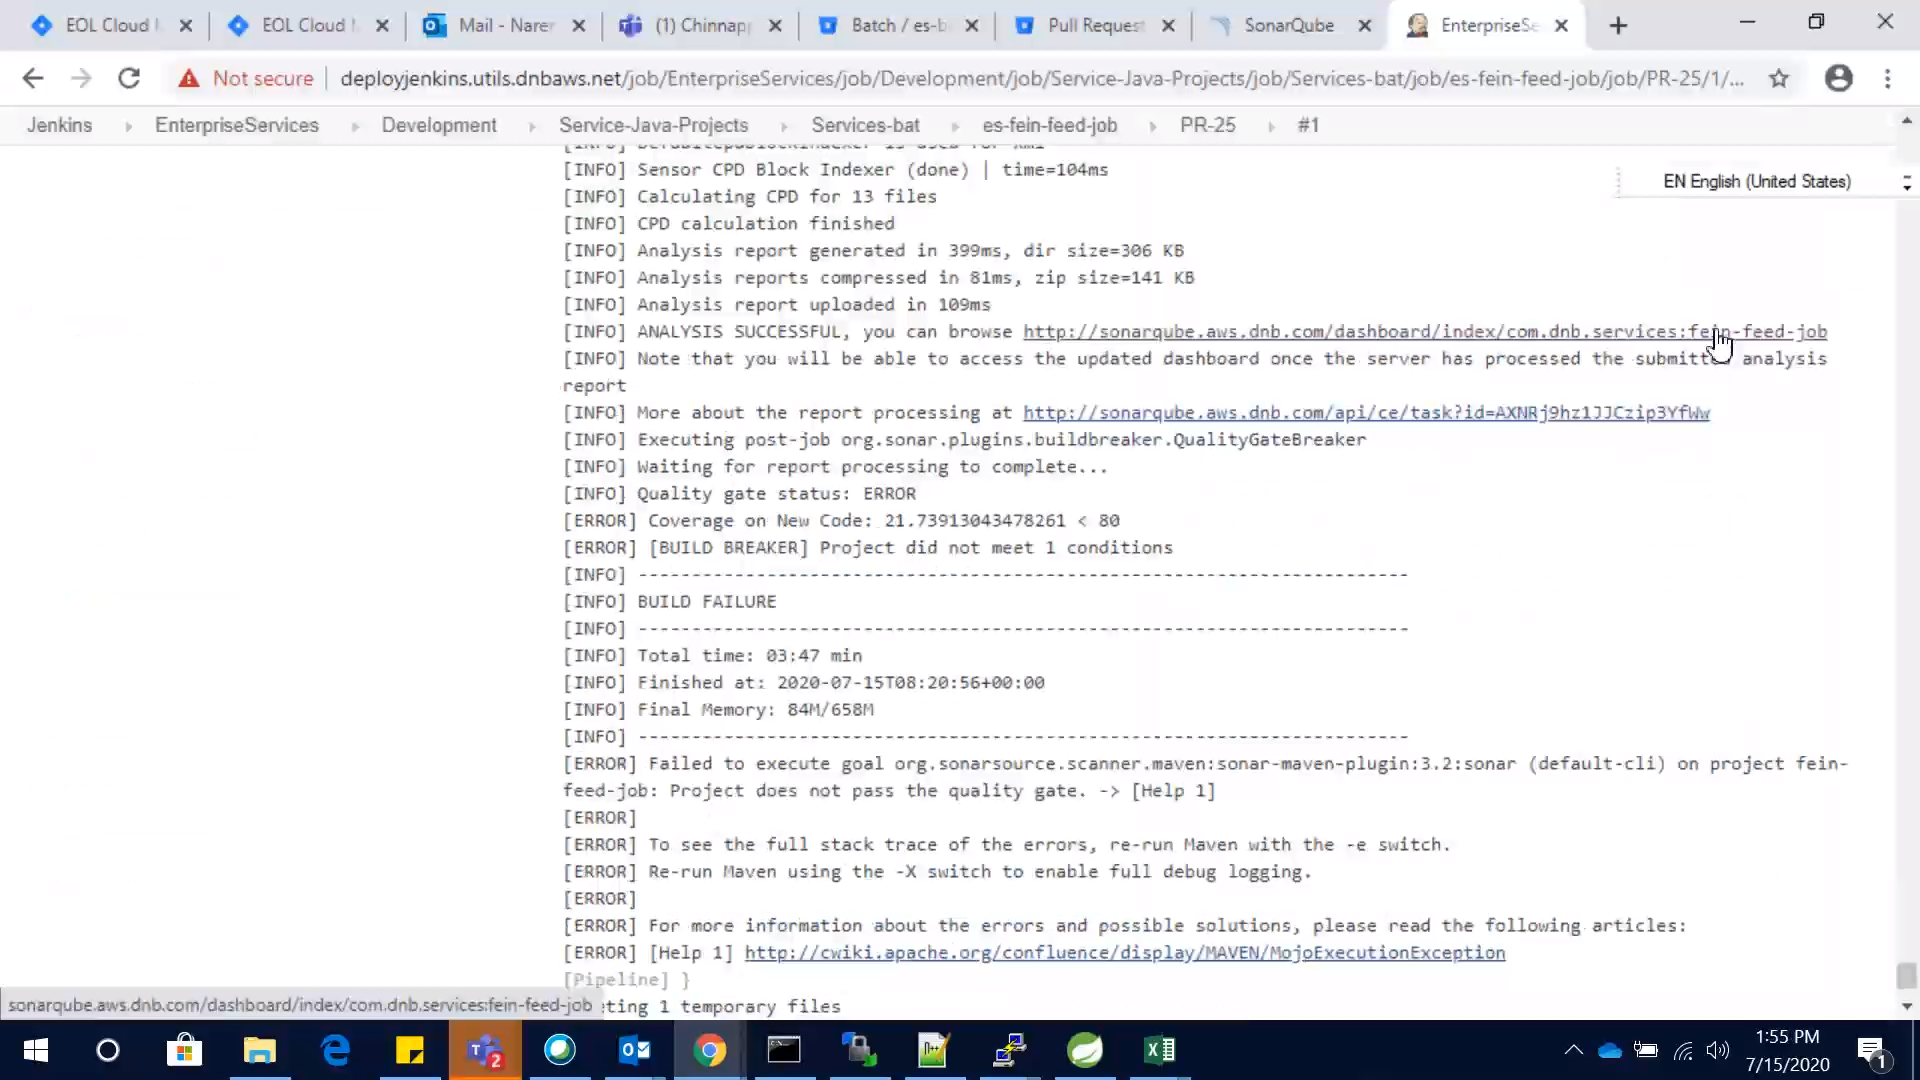 EOL Cloud
EOL Cloud
Mail - Narer
(1) Chinnapp
Batch / es-b
Pull Request
SonarQube
EnterpriseSe
Not secure
deployjenkins.utils.dnbaws.net/job/EnterpriseServices/job/Development/job/Service-Java-Projects/job/Services-bat/job/es-fein-feed-job/job/PR-25/1/...
Jenkins EnterpriseServices Development Service-Java-Projects Services-bat es-fein-feed-job PR-25 #1
EN English (United States)
[INFO] Sensor CPD Block Indexer (done) | time=104ms
[INFO] Calculating CPD for 13 files
[INFO] CPD calculation finished
[INFO] Analysis report generated in 399ms, dir size=306 KB
[INFO] Analysis reports compressed in 81ms, zip size=141 KB
[INFO] Analysis report uploaded in 109ms
[INFO] ANALYSIS SUCCESSFUL, you can browse http://sonarqube.aws.dnb.com/dashboard/index/com.dnb.services:fein-feed-job
[INFO] Note that you will be able to access the updated dashboard once the server has processed the submitted analysis
report
[INFO] More about the report processing at http://sonarqube.aws.dnb.com/api/ce/task?id=AXNRj9hz1JJCzip3YfWw
[INFO] Executing post-job org.sonar.plugins.buildbreaker.QualityGateBreaker
[INFO] Waiting for report processing to complete...
[INFO] Quality gate status: ERROR
[ERROR] Coverage on New Code: 21.73913043478261 < 80
[ERROR] [BUILD BREAKER] Project did not meet 1 conditions
[INFO] ------------------------------------------------------------------------
[INFO] BUILD FAILURE
[INFO] ------------------------------------------------------------------------
[INFO] Total time: 03:47 min
[INFO] Finished at: 2020-07-15T08:20:56+00:00
[INFO] Final Memory: 84M/658M
[INFO] ------------------------------------------------------------------------
[ERROR] Failed to execute goal org.sonarsource.scanner.maven:sonar-maven-plugin:3.2:sonar (default-cli) on project fein-
feed-job: Project does not pass the quality gate. -> [Help 1]
[ERROR]
[ERROR] To see the full stack trace of the errors, re-run Maven with the -e switch.
[ERROR] Re-run Maven using the -X switch to enable full debug logging.
[ERROR]
[ERROR] For more information about the errors and possible solutions, please read the following articles:
[ERROR] [Help 1] http://cwiki.apache.org/confluence/display/MAVEN/MojoExecutionException
[Pipeline] }
sonarqube.aws.dnb.com/dashboard/index/com.dnb.services:fein-feed-job
ting 1 temporary files
2
1:55 PM
7/15/2020
1